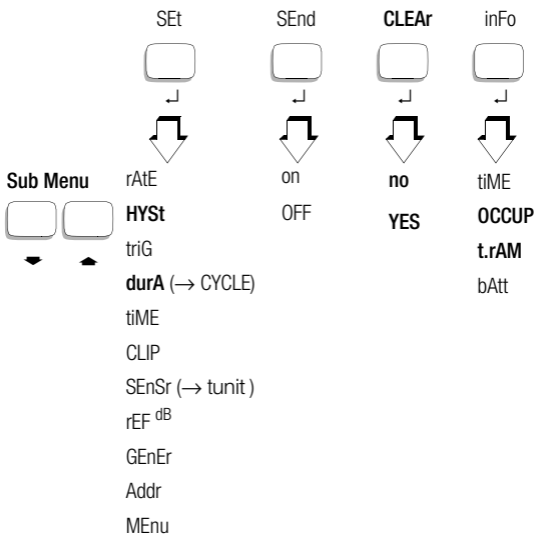 SEt SEnd CLEAr inFo
Sub Menu
rAtE on no tiME
HYSt OFF YES OCCUP
triG t.rAM
durA (→ CYCLE) bAtt
tiME
CLIP
SEnSr (→ tunit )
rEF dB
GEnEr
Addr
MEnu